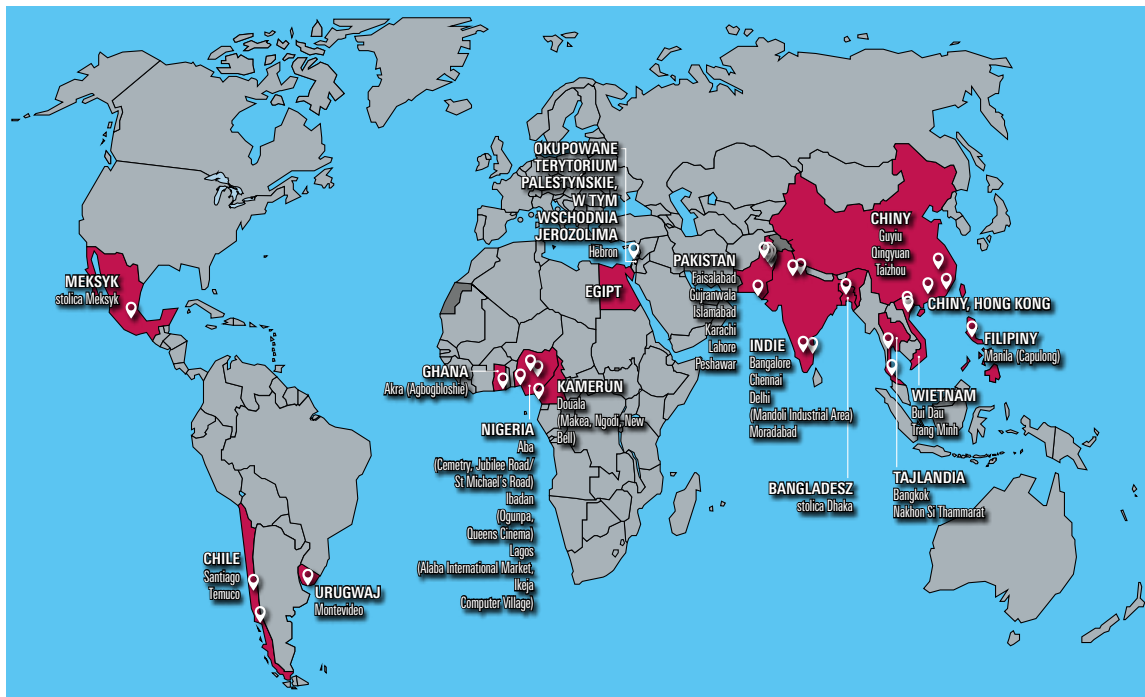 MEKSYK
stolica Meksyk
CHILE
Santiago
Temuco
URUGWAJ
Montevideo
OKUPOWANE
TERYTORIUM
PALESTYŃSKIE,
W TYM
WSCHODNIA
JEROZOLIMA
Hebron
EGIPT
GHANA
Akra (Agbogbloshie)
NIGERIA
Aba
(Cemetry, Jubilee Road/
St Michael's Road)
Ibadan
(Ogunpa,
Queens Cinema)
Lagos
(Alaba International Market,
Ikeja
Computer Village)
KAMERUN
Douala
(Makea, Ngodi, New
Bell)
PAKISTAN
Faisalabad
Gujranwala
Islamabad
Karachi
Lahore
Peshawar
INDIE
Bangalore
Chennai
Delhi
(Mandoli Industrial Area)
Moradabad
BANGLADESZ
stolica Dhaka
CHINY
Guyiu
Qingyuan
Taizhou
CHINY, HONG KONG
FILIPINY
Manila (Capulong)
WIETNAM
Bui Dau
Trang Minh
TAJLANDIA
Bangkok
Nakhon Si Thammarat